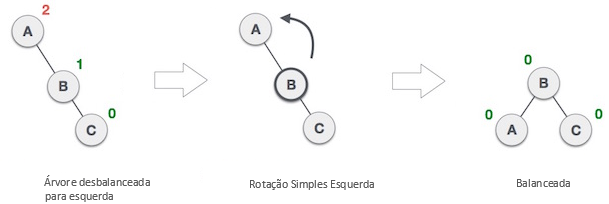 A 2
B 1
C 0
Árvore desbalanceada
para esquerda
A
B
C
Rotação Simples Esquerda
0
B
0 A
C 0
Balanceada